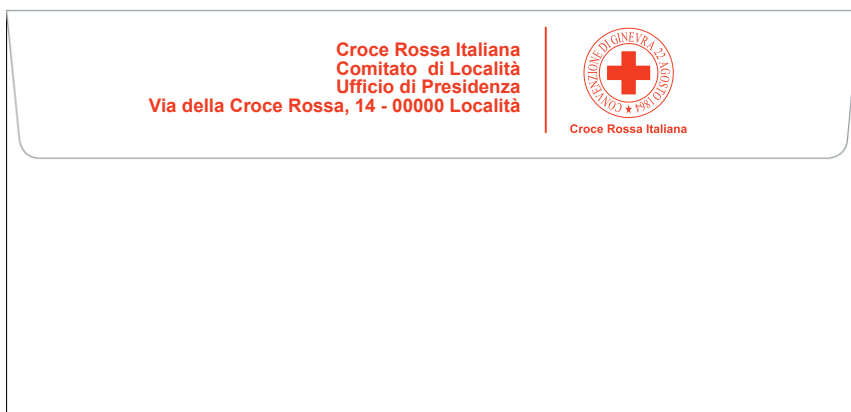 Croce Rossa Italiana
Comitato  di Località
Ufficio di Presidenza
Via della Croce Rossa, 14 - 00000 Località
CONVENZIONE DI GINEVRA 22 AGOSTO 1864 ★
Croce Rossa Italiana